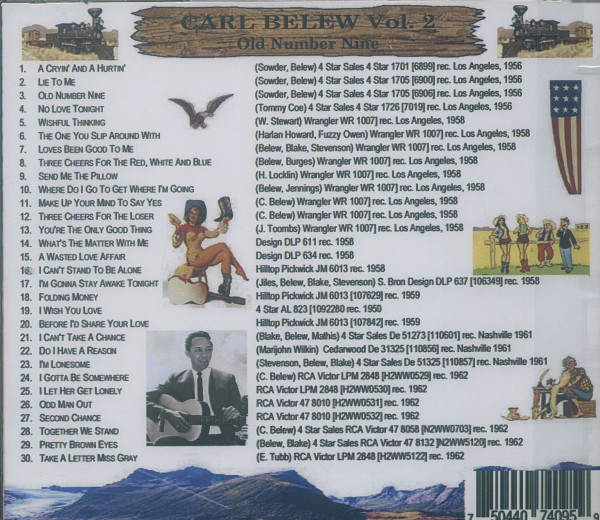 CARL BELEW Vol. 2
Old Number Nine
1. A CRYIN' AND A HURTIN' (Sowder, Belew) 4 Star Sales 4 Star 1701 [6899] rec. Los Angeles, 1956
2. LIE TO ME (Sowder, Belew) 4 Star Sales 4 Star 1705 [6900] rec. Los Angeles, 1956
3. OLD NUMBER NINE (Sowder, Belew) 4 Star Sales 4 Star 1705 [6906] rec. Los Angeles, 1956
4. NO LOVE TONIGHT (Tommy Coe) 4 Star Sales 4 Star 1726 [7019] rec. Los Angeles, 1956
5. WISHFUL THINKING (W. Stewart) Wrangler WR 1007] rec. Los Angeles, 1958
6. THE ONE YOU SLIP AROUND WITH (Harlan Howard, Fuzzy Owen) Wrangler WR 1007] rec. Los Angeles, 1958
7. LOVES BEEN GOOD TO ME (Belew, Blake, Stevenson) Wrangler WR 1007] rec. Los Angeles, 1958
8. THREE CHEERS FOR THE RED, WHITE AND BLUE (Belew, Burges) Wrangler WR 1007] rec. Los Angeles, 1958
9. SEND ME THE PILLOW (H. Locklin) Wrangler WR 1007] rec. Los Angeles, 1958
10. WHERE DO I GO TO GET WHERE I'M GOING (Belew, Jennings) Wrangler WR 1007] rec. Los Angeles, 1958
11. MAKE UP YOUR MIND TO SAY YES (C. Belew) Wrangler WR 1007] rec. Los Angeles, 1958
12. THREE CHEERS FOR THE LOSER (C. Belew) Wrangler WR 1007] rec. Los Angeles, 1958
13. YOU'RE THE ONLY GOOD THING (J. Toombs) Wrangler WR 1007] rec. Los Angeles, 1958
14. WHAT'S THE MATTER WITH ME Design DLP 611 rec. 1958
15. A WASTED LOVE AFFAIR Design DLP 634 rec. 1958
16. I CAN'T STAND TO BE ALONE Hilltop Pickwick JM 6013 rec. 1958
17. I'M GONNA STAY AWAKE TONIGHT (Jiles, Belew, Blake, Stevenson) S. Bron Design DLP 637 [106349] rec. 1958
18. FOLDING MONEY Hilltop Pickwick JM 6013 [107629] rec. 1959
19. I WISH YOU LOVE 4 Star AL 823 [1092280 rec. 1950
20. BEFORE I'D SHARE YOUR LOVE Hilltop Pickwick JM 6013 [107842] rec. 1959
21. I CAN'T TAKE A CHANCE (Blake, Belew, Mathis) 4 Star Sales De 51273 [110601] rec. Nashville 1961
22. DO I HAVE A REASON (Marijohn Wilkin) Cedarwood De 31325 [110856] rec. Nashville 1961
23. I'M LONESOME (Stevenson, Belew, Blake) 4 Star Sales De 51325 [110857] rec. Nashville 1961
24. I GOTTA BE SOMEWHERE (C. Belew) RCA Victor LPM 2848 [H2WW0529] rec. 1962
25. I LET HER GET LONELY RCA Victor LPM 2848 [H2WW0530] rec. 1962
26. ODD MAN OUT RCA Victor 47 8010 [H2WW0531] rec. 1962
27. SECOND CHANCE RCA Victor 47 8010 [H2WW0532] rec. 1962
28. TOGETHER WE STAND (C. Belew) 4 Star Sales RCA Victor 47 8058 [N2WW0703] rec. 1962
29. PRETTY BROWN EYES (Belew, Blake) 4 Star Sales RCA Victor 47 8132 [N2WW5120] rec. 1962
30. TAKE A LETTER MISS GRAY (E. Tubb) RCA Victor LPM 2848 [H2WW5122] rec. 1962
7 50440 74095 9